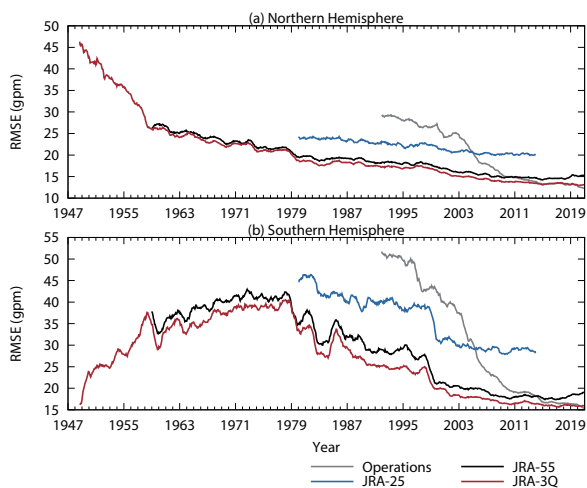 (a) Northern Hemisphere
50
45
40
35
30
25
20
15
10
RMSE (gpm)
1947 1955 1963 1971 1979 1987 1995 2003 2011 2019
(b) Southern Hemisphere
55
50
45
40
35
30
25
20
15
RMSE (gpm)
1947 1955 1963 1971 1979 1987 1995 2003 2011 2019
Year
Operations JRA-55
JRA-25 JRA-3Q